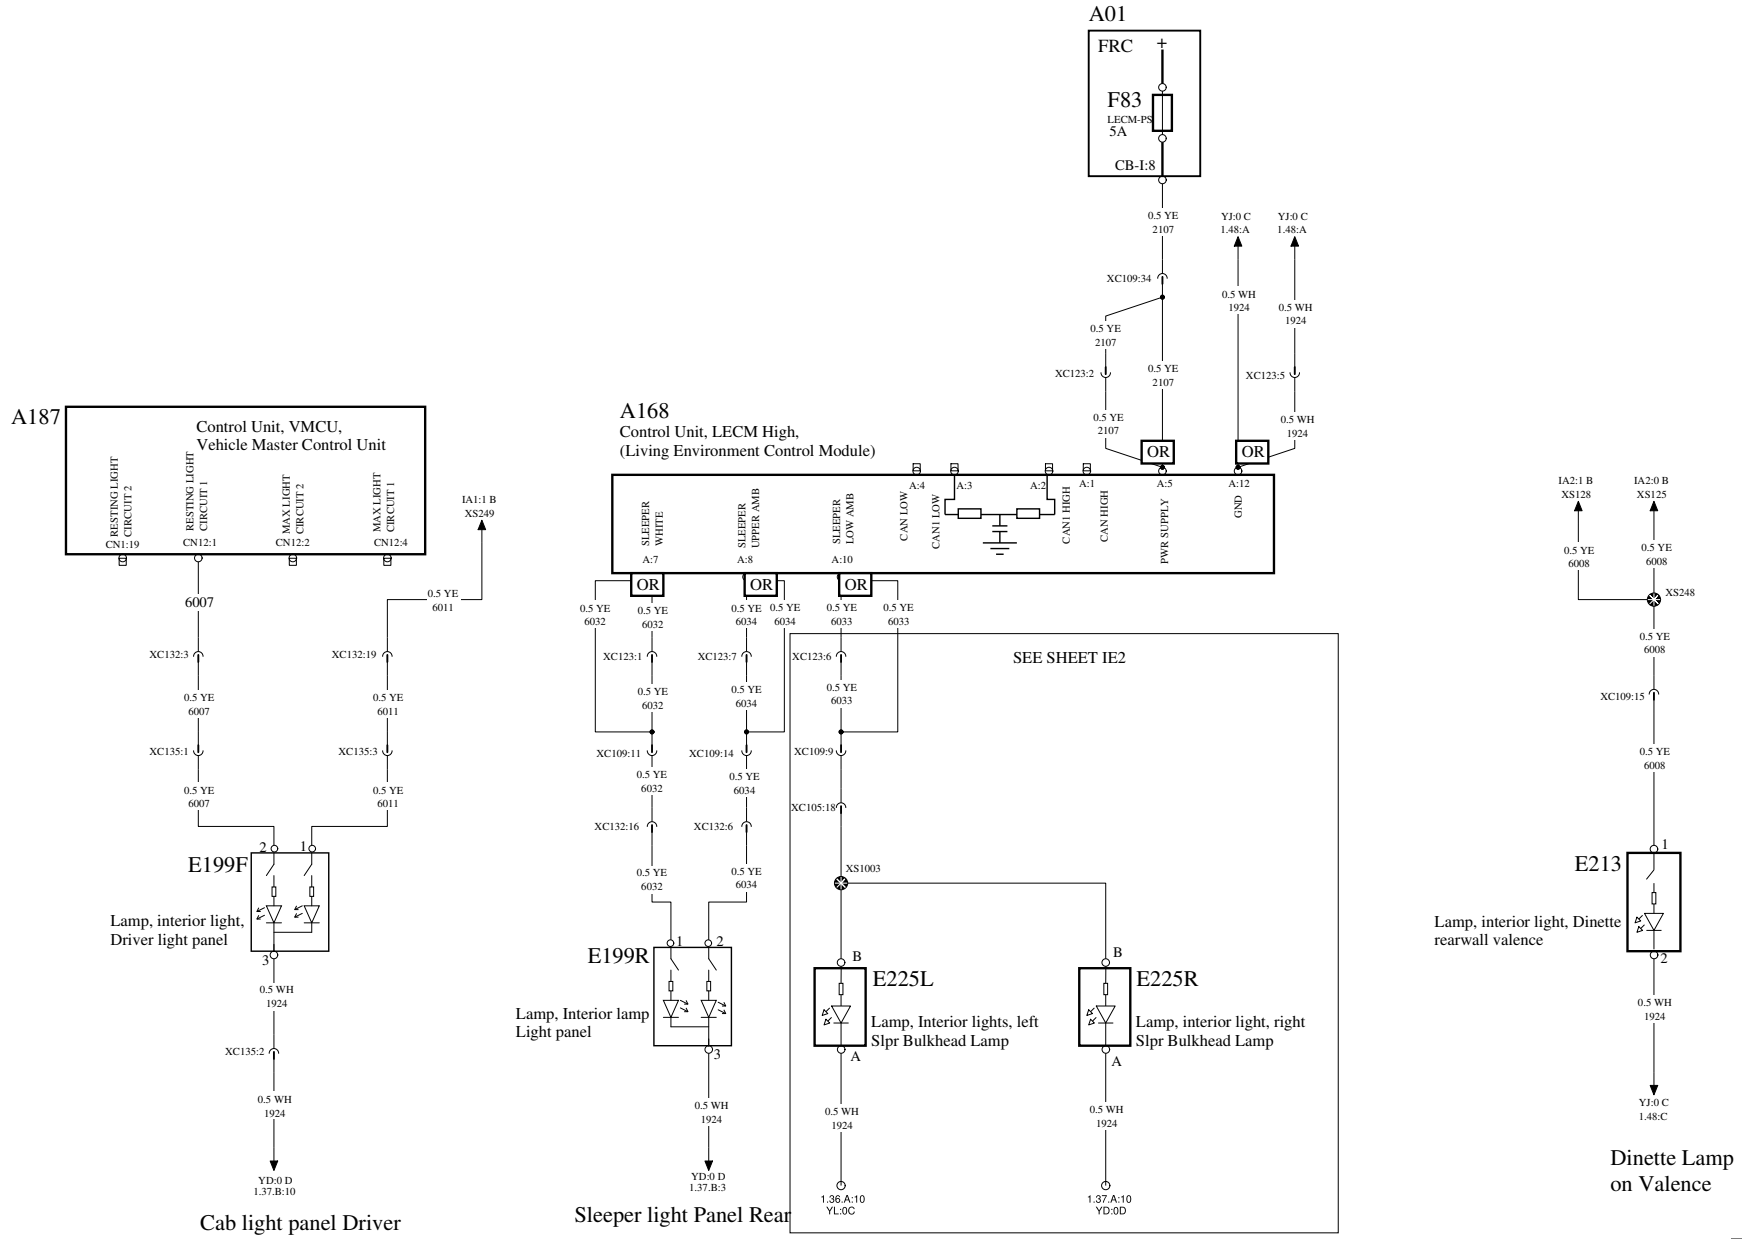 A01
FRC
+
F83
LECM-PS
5A
CB-I:8
0.5 YE
2107
YJ:0 C
1.48:A
YJ:0 C
1.48:A
XC109:34
0.5 WH
1924
0.5 WH
1924
0.5 YE
2107
XC123:2
0.5 YE
2107
XC123:5
0.5 YE
2107
0.5 WH
1924
OR
OR
A187
Control Unit, VMCU,
Vehicle Master Control Unit
RESTING LIGHT
CIRCUIT 2
CN1:19
RESTING LIGHT
CIRCUIT 1
CN12:1
MAX LIGHT
CIRCUIT 2
CN12:2
MAX LIGHT
CIRCUIT 1
CN12:4
IA1:1 B
XS249
6007
0.5 YE
6011
XC132:3
XC132:19
0.5 YE
6007
0.5 YE
6011
XC135:1
XC135:3
0.5 YE
6007
0.5 YE
6011
2
1
E199F
Lamp, interior light,
Driver light panel
3
0.5 WH
1924
XC135:2
0.5 WH
1924
YD:0 D
1.37.B:10
Cab light panel Driver
A168
Control Unit, LECM High,
(Living Environment Control Module)
A:4
A:3
A:2
A:1
A:5
A:12
SLEEPER
WHITE
A:7
SLEEPER
UPPER AMB
A:8
SLEEPER
LOW AMB
A:10
CAN LOW
CAN1 LOW
CAN1 HIGH
CAN HIGH
PWR SUPPLY
GND
OR
OR
OR
0.5 YE
6032
0.5 YE
6032
0.5 YE
6034
0.5 YE
6034
0.5 YE
6033
0.5 YE
6033
XC123:1
XC123:7
XC123:6
SEE SHEET IE2
0.5 YE
6032
0.5 YE
6034
0.5 YE
6033
XC109:11
XC109:14
XC109:9
0.5 YE
6032
0.5 YE
6034
XC105:18
XC132:16
XC132:6
0.5 YE
6032
0.5 YE
6034
XS1003
1
2
E199R
Lamp, Interior lamp
Light panel
3
0.5 WH
1924
YD:0 D
1.37.B:3
Sleeper light Panel Rear
B
E225L
Lamp, Interior lights, left
Slpr Bulkhead Lamp
A
0.5 WH
1924
1.36.A:10
YL:0C
B
E225R
Lamp, interior light, right
Slpr Bulkhead Lamp
A
0.5 WH
1924
1.37.A:10
YD:0D
IA2:1 B
XS128
IA2:0 B
XS125
0.5 YE
6008
0.5 YE
6008
XS248
0.5 YE
6008
XC109:15
0.5 YE
6008
1
E213
Lamp, interior light, Dinette
rearwall valence
2
0.5 WH
1924
YJ:0 C
1.48:C
Dinette Lamp
on Valence